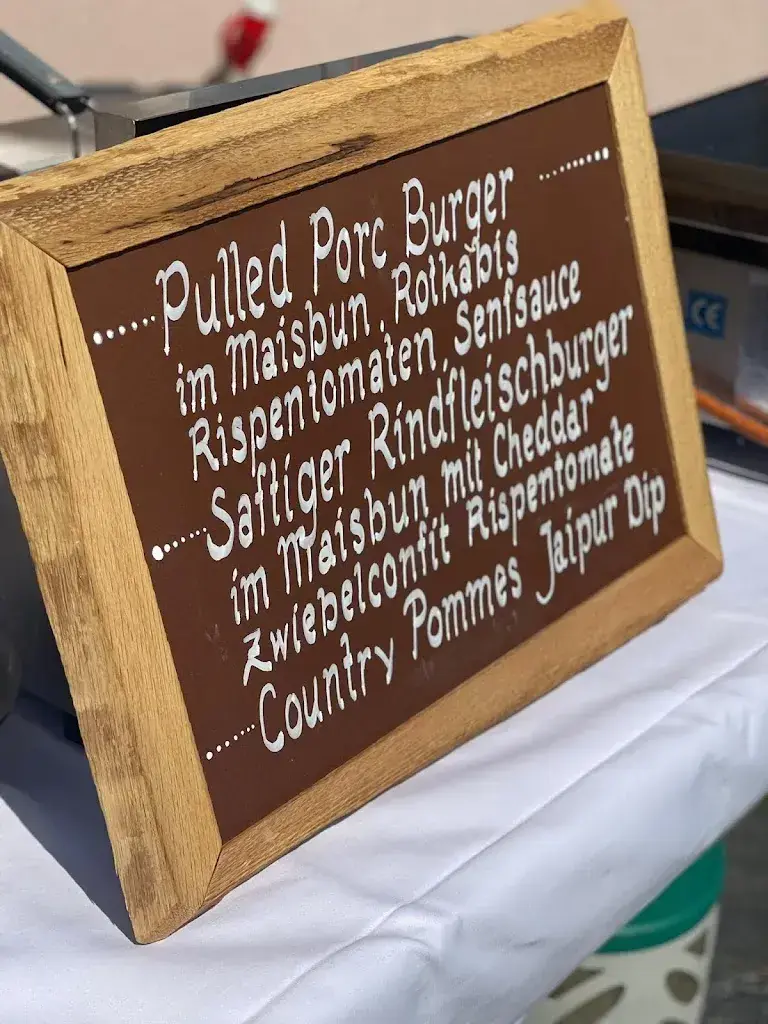 Pulled Porc Burger
im Maisbun, Rotkabis
Rispentomaten, Senfsauce
Saftiger Rindfleischburger
im Maisbun mit Cheddar
Zwiebelconfit Rispentomate
Country Pommes Jaipur Dip
CE